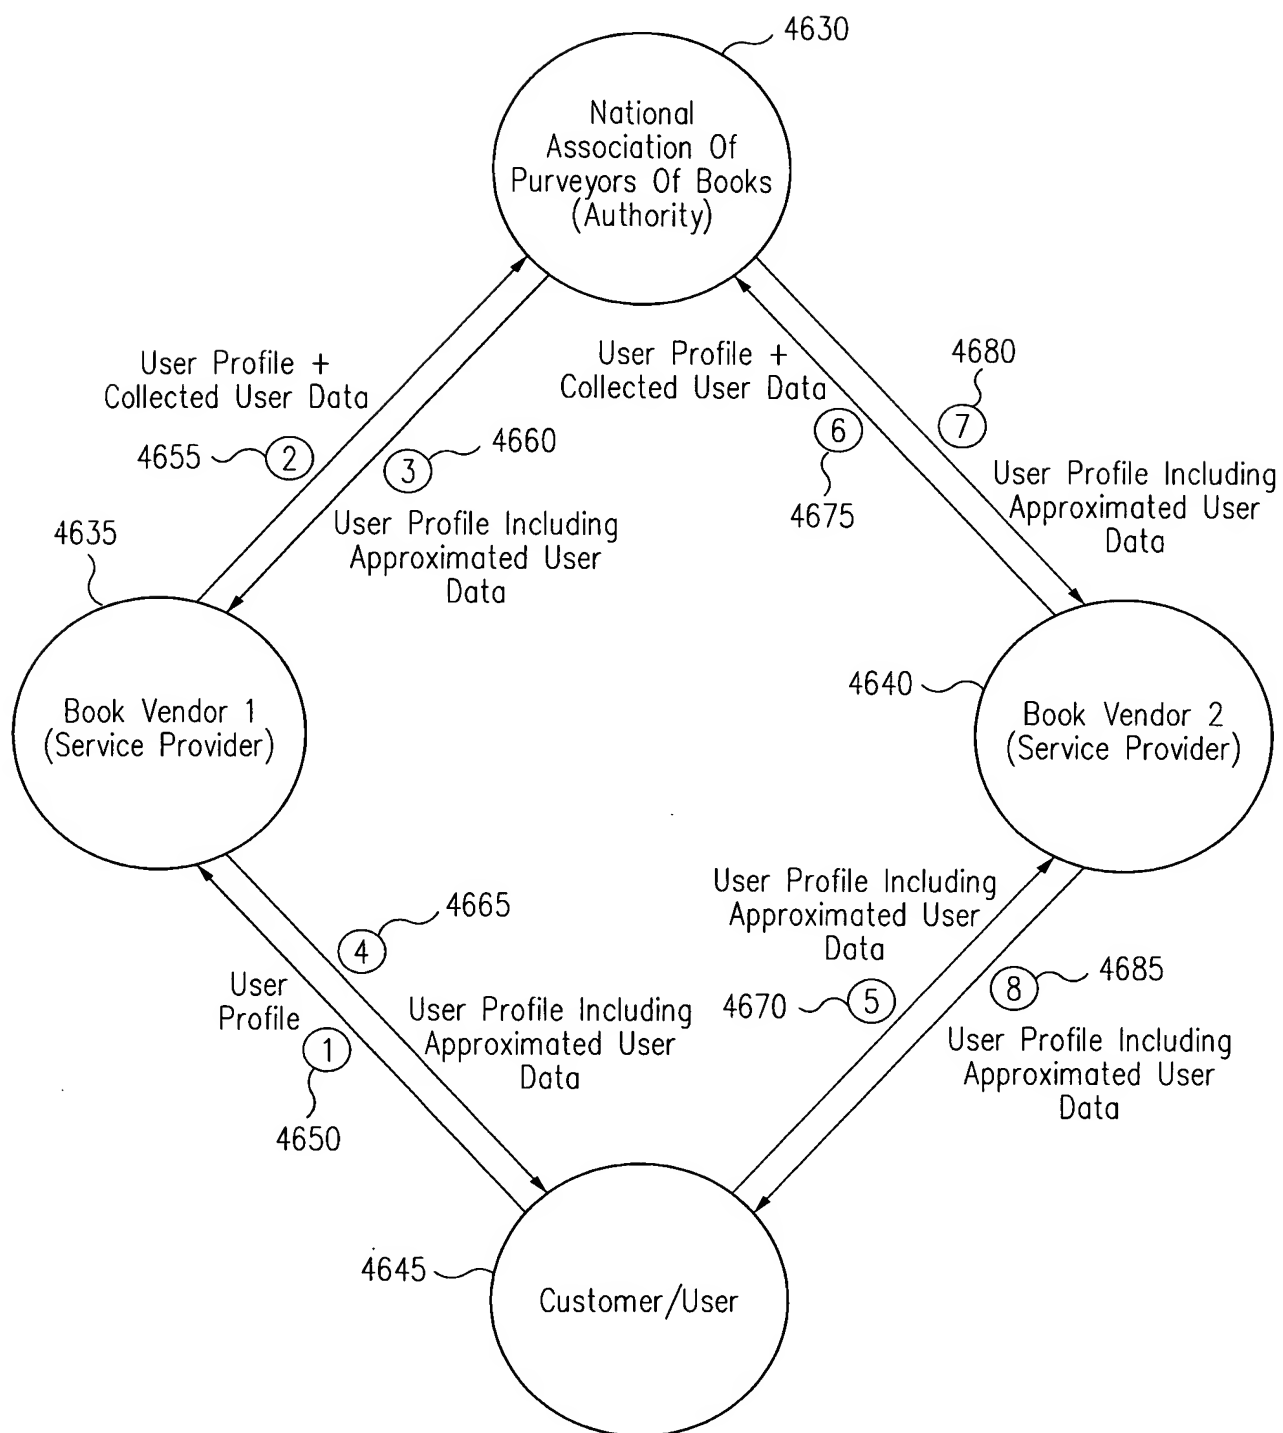 4630
National
Association Of
Purveyors Of Books
(Authority)
User Profile +
Collected User Data
4655
2
3
4660
User Profile Including
Approximated User
Data
User Profile +
Collected User Data
6
4675
4680
7
User Profile Including
Approximated User
Data
4635
Book Vendor 1
(Service Provider)
4640
Book Vendor 2
(Service Provider)
4665
4
User
Profile
1
4650
User Profile Including
Approximated User
Data
User Profile Including
Approximated User
Data
4670
5
8
4685
User Profile Including
Approximated User
Data
4645
Customer/User